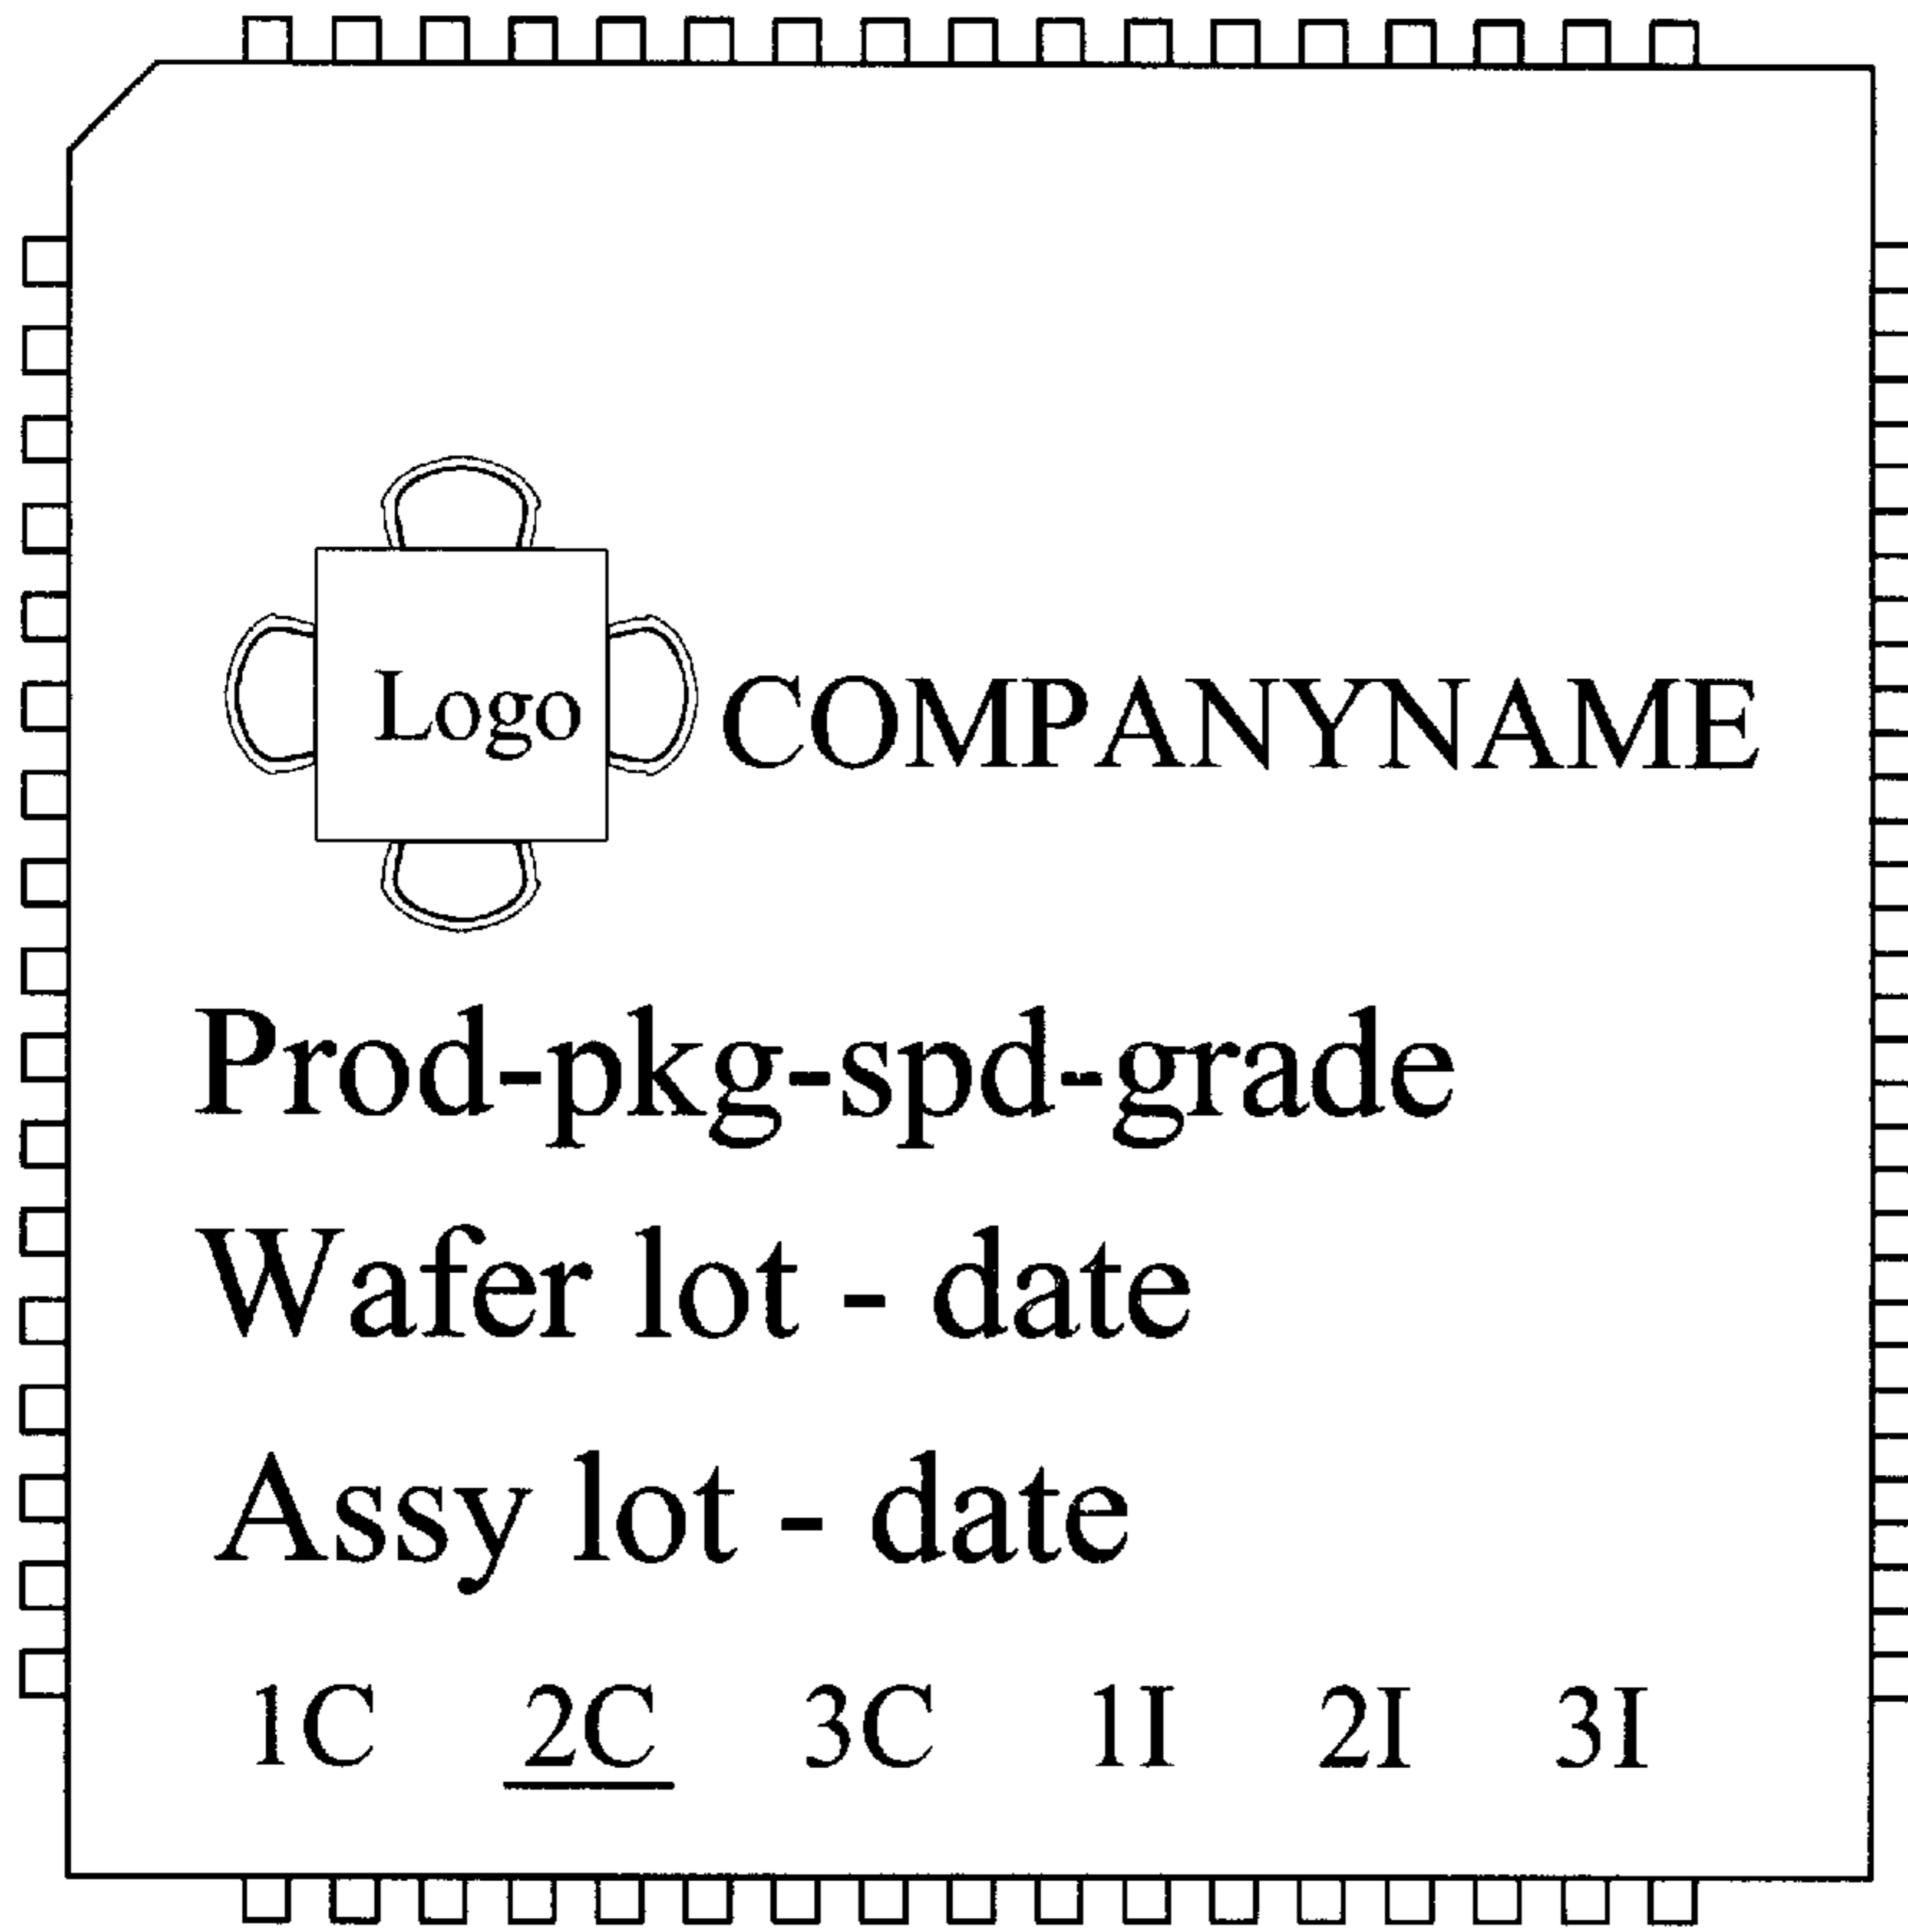 Logo COMPANYNAME
Prod-pkg-spd-grade
Wafer lot - date
Assy lot - date
1C 2C 3C 1I 2I 3I